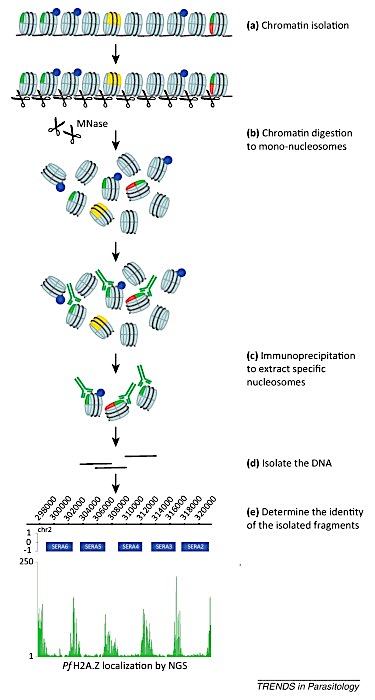 (a) Chromatin isolation
MNase
(b) Chromatin digestion
to mono-nucleosomes
(c) Immunoprecipitation
to extract specific
nucleosomes
(d) Isolate the DNA
(e) Determine the identity
of the isolated fragments
298000 300000 302000 304000 306000 308000 310000 312000 314000 316000 318000 320000
chr2
1
0
-1
SERA6 SERA5 SERA4 SERA3 SERA2
250
1
Pf H2A.Z localization by NGS
TRENDS in Parasitology